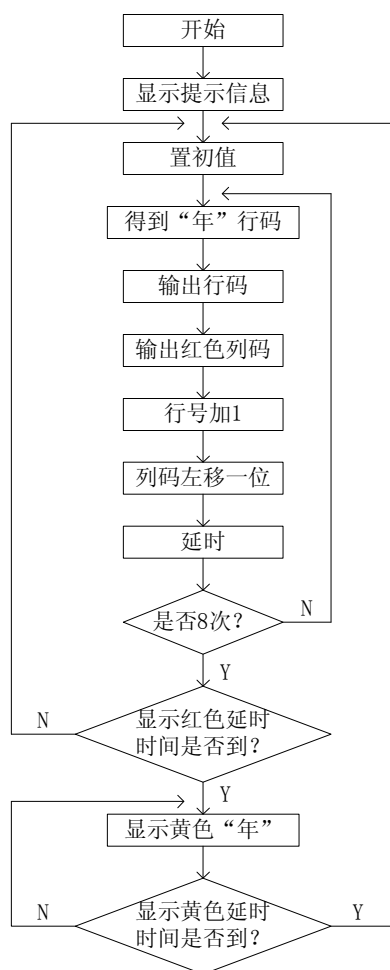 开始
显示提示信息
置初值
得到“年”行码
输出行码
输出红色列码
行号加1
列码左移一位
延时
是否8次？
N
Y
显示红色延时
时间是否到？
N
Y
显示黄色“年”
显示黄色延时
时间是否到？
N
Y